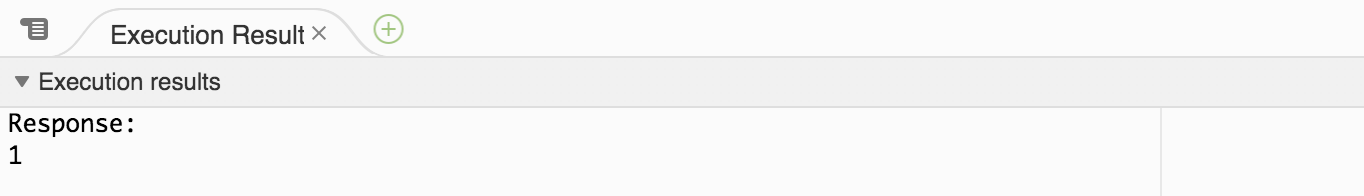 Execution Result
Execution results
Response:
1